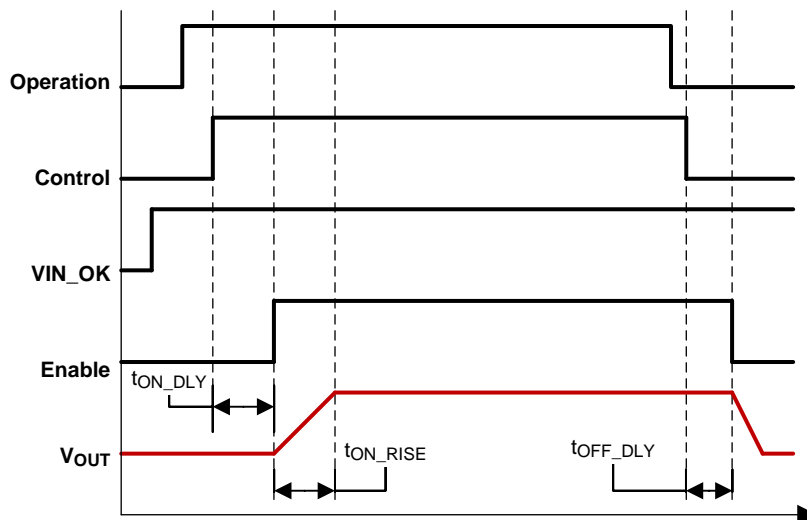 Operation
Control
VIN_OK
Enable
tON_DLY
VOUT
tON_RISE
tOFF_DLY